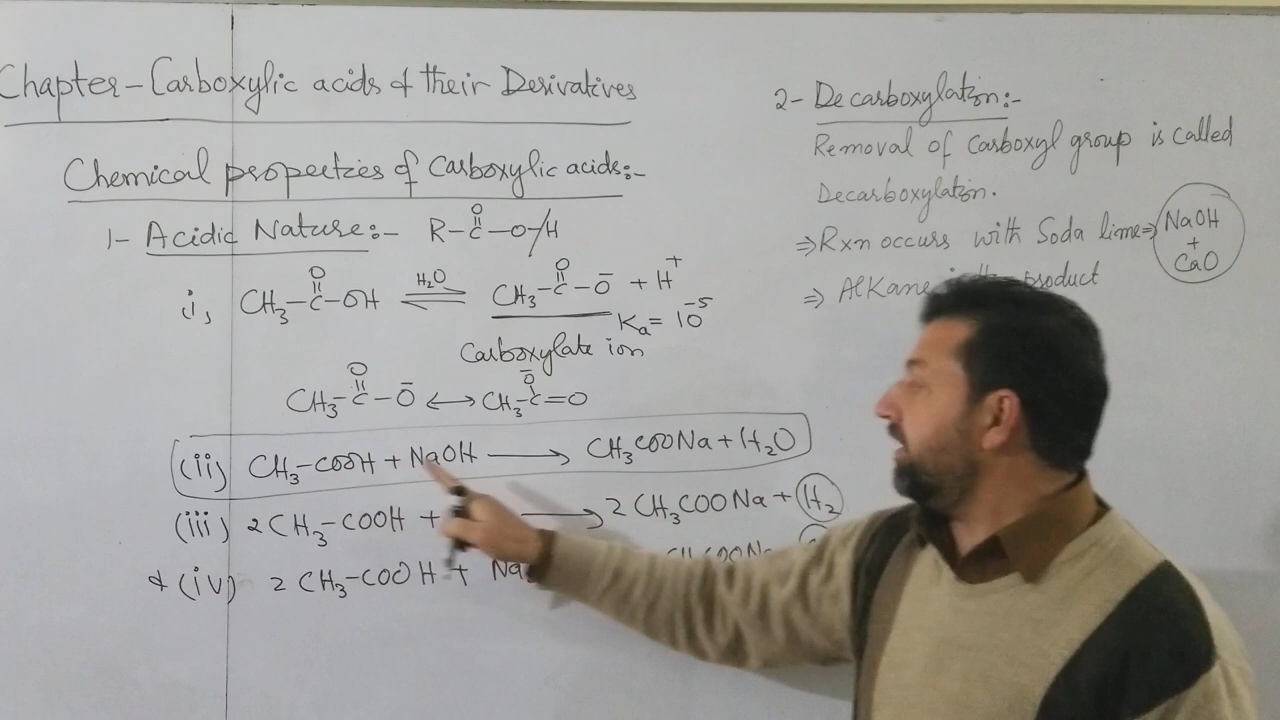 Chapter - Carboxylic acids & their Derivatives
Chemical properties of Carboxylic acids:-
1- Acidic Nature:- R-C(=O)-O/H
i, CH₃-C(=O)-OH ⇌ H₂O CH₃-C(=O)-Ō + H⁺
Ka = 10⁻⁵
Carboxylate ion
CH₃-C(=O)-Ō ⟷ CH₃-C(-Ō)=O
(ii) CH₃-COOH + NaOH ⟶ CH₃COONa + H₂O
(iii) 2CH₃-COOH + ⟶ 2CH₃COONa + H₂
& (iv) 2CH₃-COOH + Na
2- Decarboxylation:-
Removal of Carboxyl group is called
Decarboxylation.
⇒ Rxn occurs with Soda lime ⇒ NaOH
+
CaO
⇒ Alkane product